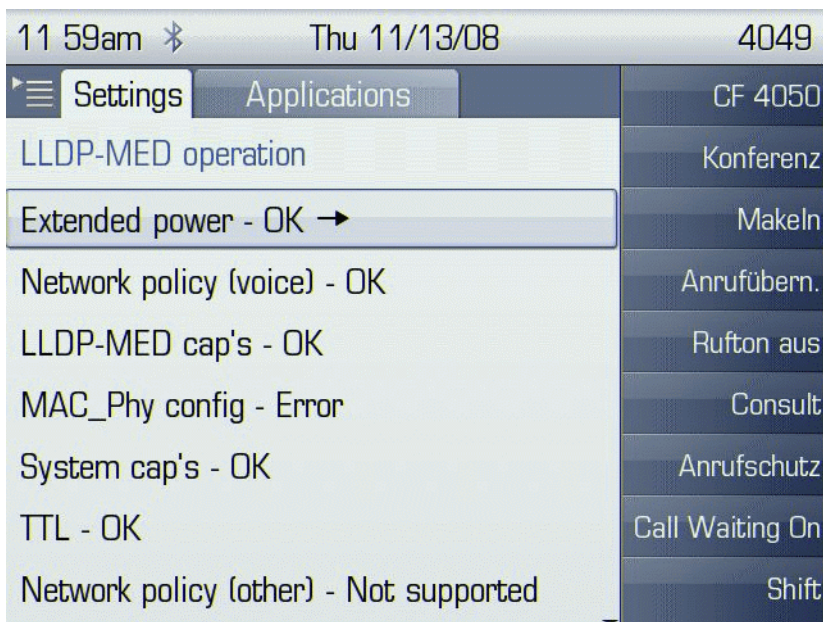 11 59am Thu 11/13/08 4049
Settings Applications
LLDP-MED operation
Extended power - OK →
Network policy (voice) - OK
LLDP-MED cap's - OK
MAC_Phy config - Error
System cap's - OK
TTL - OK
Network policy (other) - Not supported
CF 4050
Konferenz
Makeln
Anrufübern.
Rufton aus
Consult
Anrufschutz
Call Waiting On
Shift